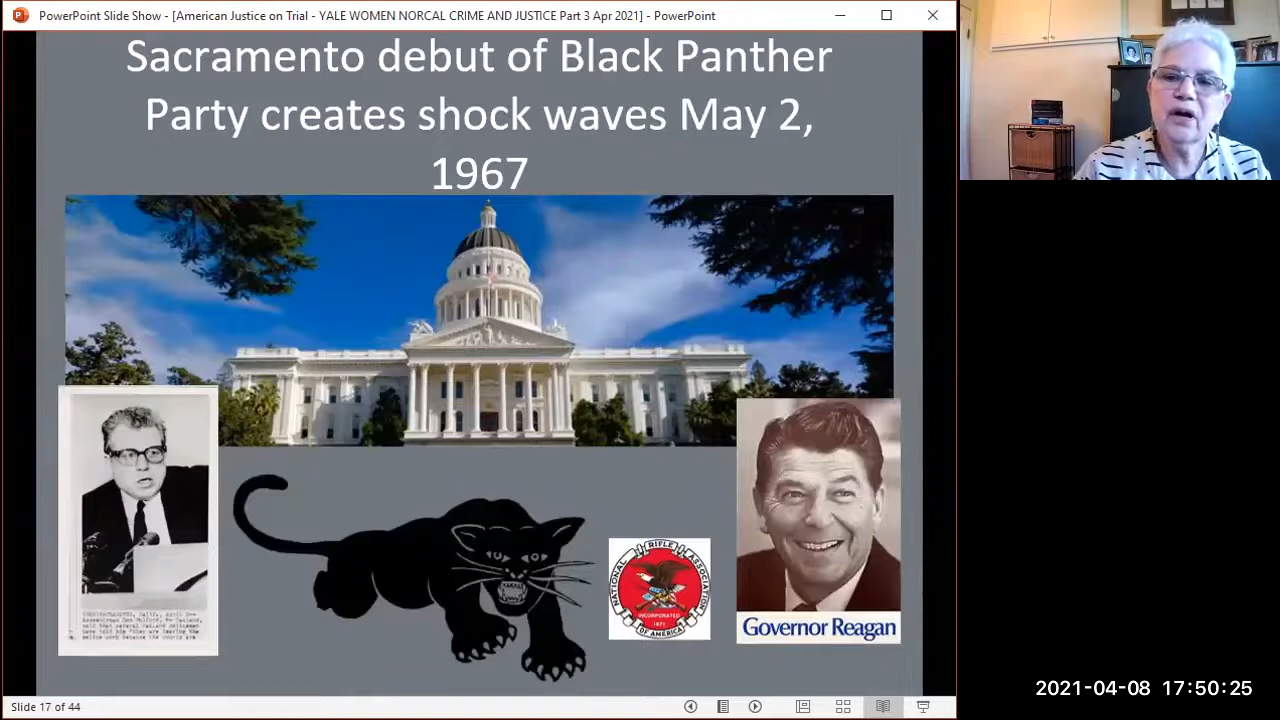 PowerPoint Slide Show - [American Justice on Trial - YALE WOMEN NORCAL CRIME AND JUSTICE Part 3 Apr 2021] - PowerPoint
Sacramento debut of Black Panther
Party creates shock waves May 2,
1967
NATIONAL RIFLE ASSOCIATION
INCORPORATED
1871
OF AMERICA
Governor Reagan
Slide 17 of 44
2021-04-08 17:50:25